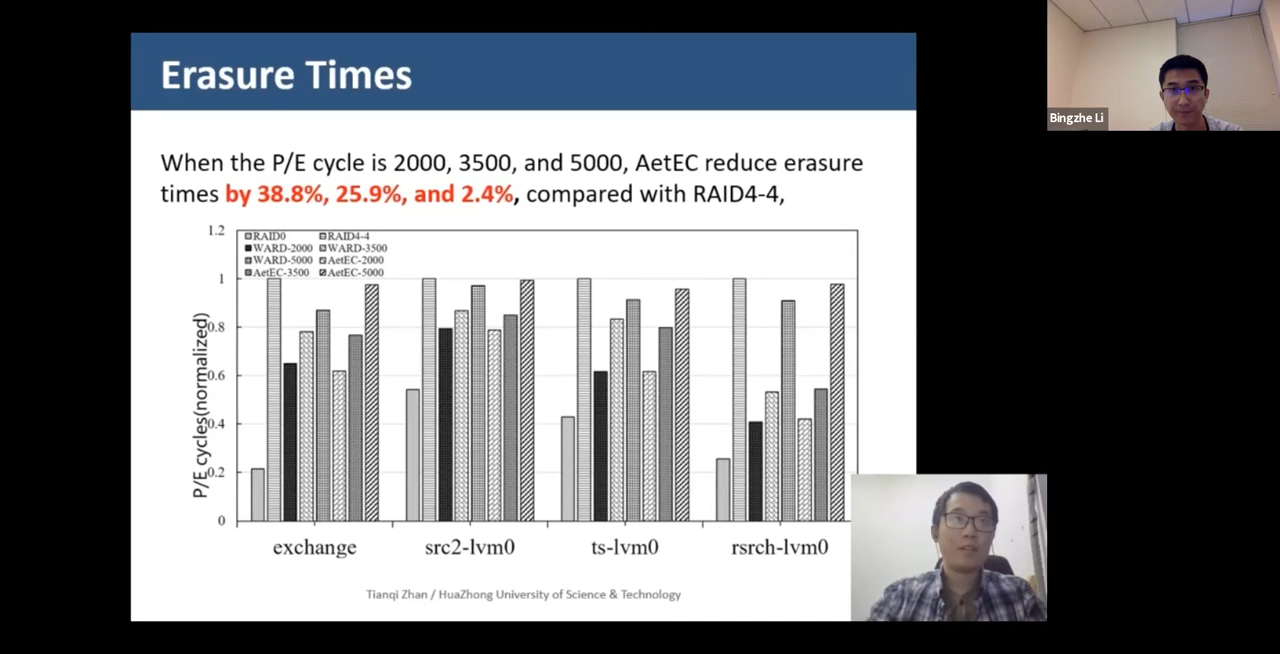 Erasure Times
When the P/E cycle is 2000, 3500, and 5000, AetEC reduce erasure
times by 38.8%, 25.9%, and 2.4%, compared with RAID4-4,
1.2
1
0.8
0.6
0.4
0.2
0
P/E cycles(normalized)
RAID0 RAID4-4
WARD-2000 WARD-3500
WARD-5000 AetEC-2000
AetEC-3500 AetEC-5000
exchange src2-lvm0 ts-lvm0 rsrch-lvm0
Tianqi Zhan / HuaZhong University of Science & Technology
Bingzhe Li